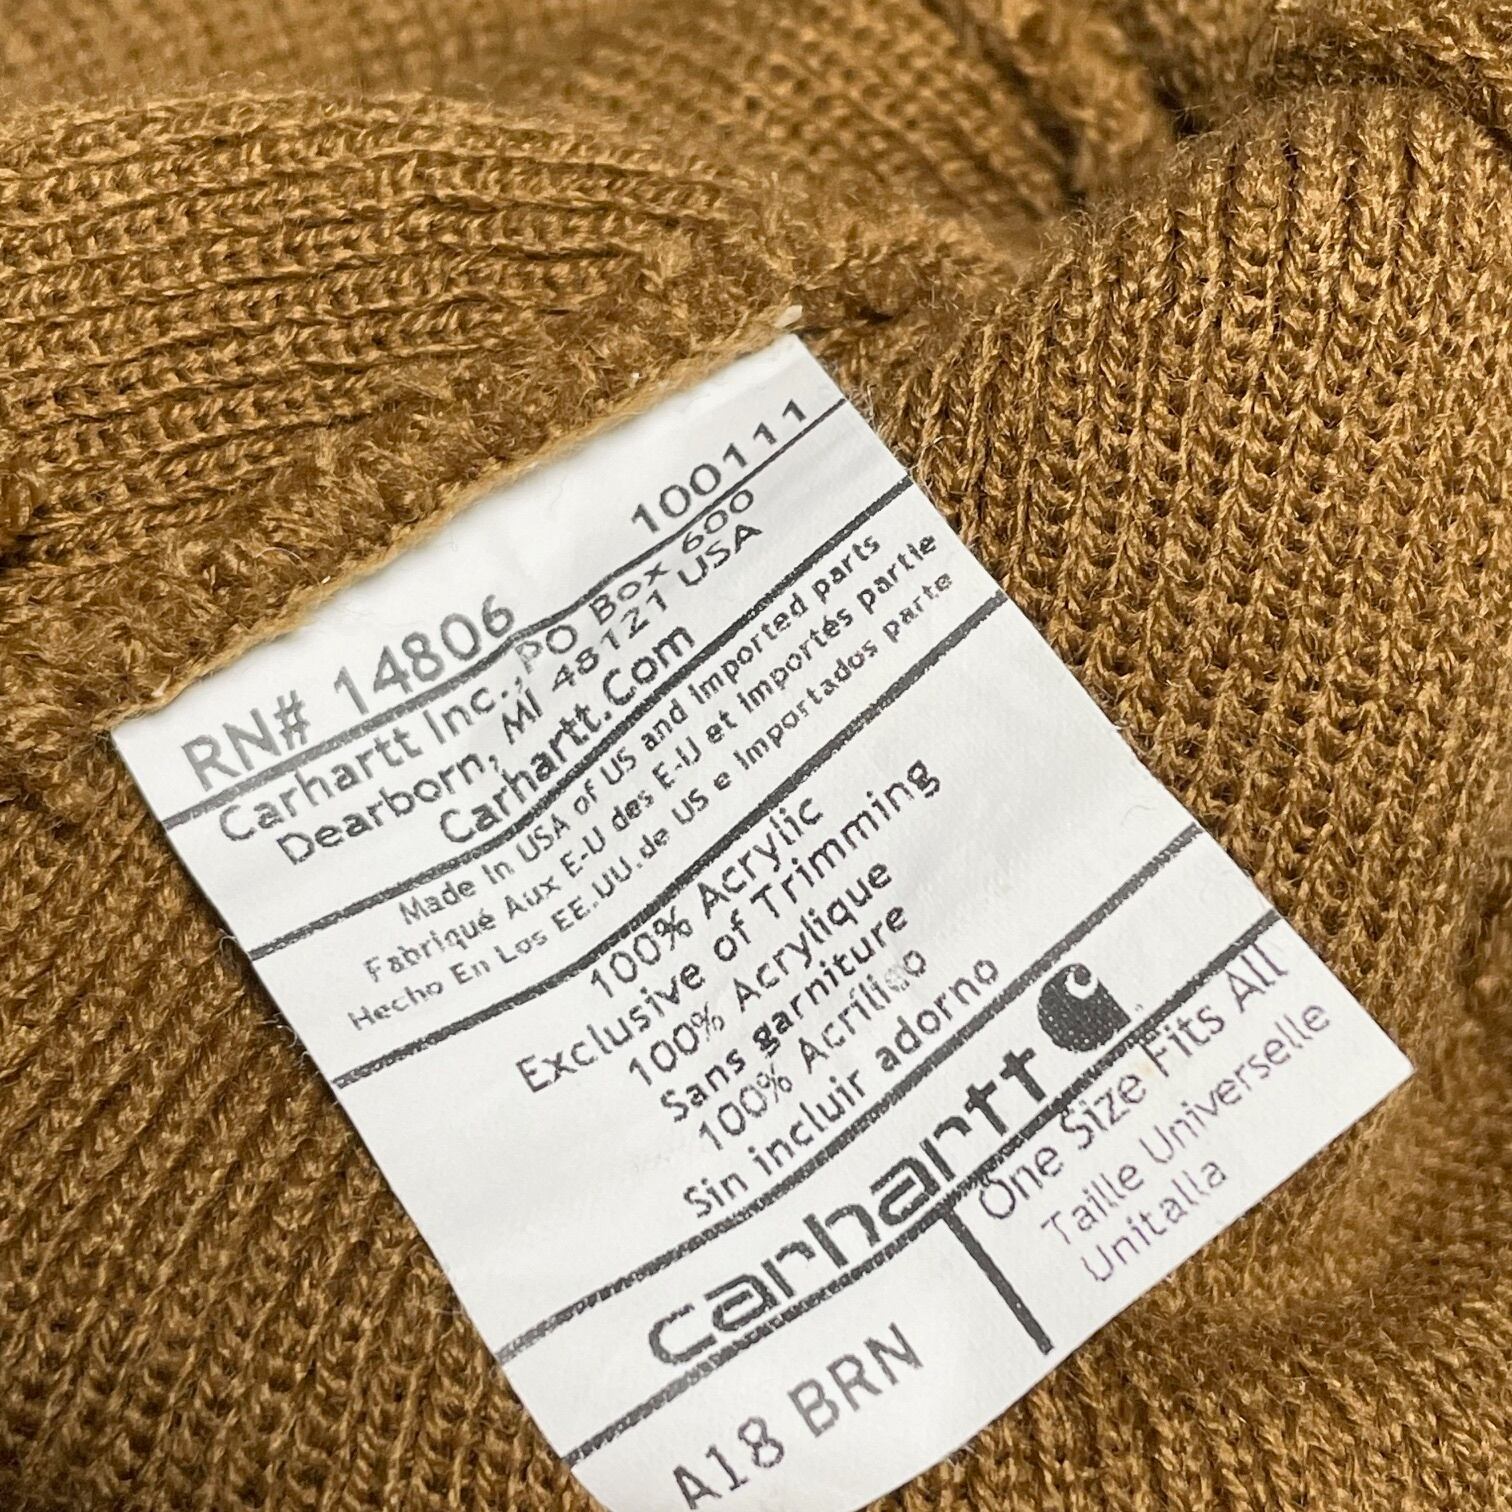 RN# 14806 100111
Carhartt Inc., PO Box 600
Dearborn, MI 48121 USA
Carhartt.Com
Made In USA of US and Imported parts
Fabriqué Aux E-U des E-U et Importés partie
Hecho En Los EE.UU.de US e Importados parte
100% Acrylic
Exclusive of Trimming
100% Acrylique
Sans garniture
100% Acrílico
Sin incluir adorno
carhartt
A18 BRN
One Size Fits All
Taille Universelle
Unitalla